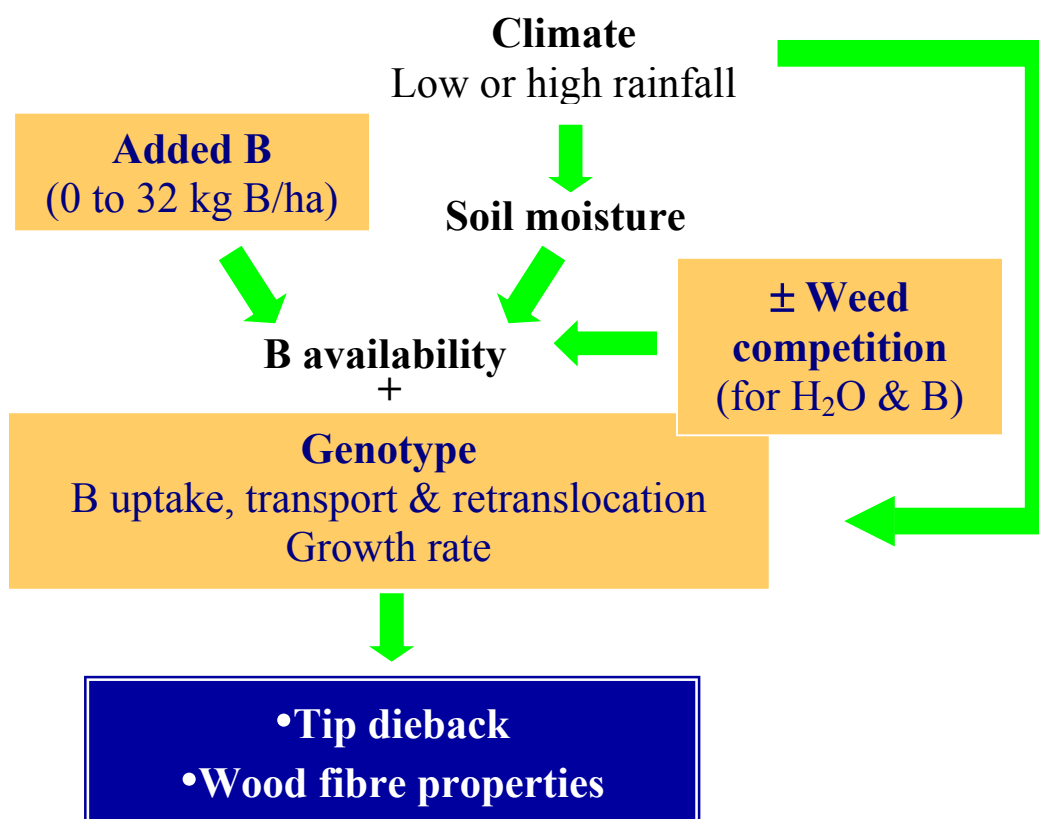 Climate
Low or high rainfall
Added B
(0 to 32 kg B/ha)
Soil moisture
± Weed
competition
(for H₂O & B)
B availability
+
Genotype
B uptake, transport & retranslocation
Growth rate
•Tip dieback
•Wood fibre properties